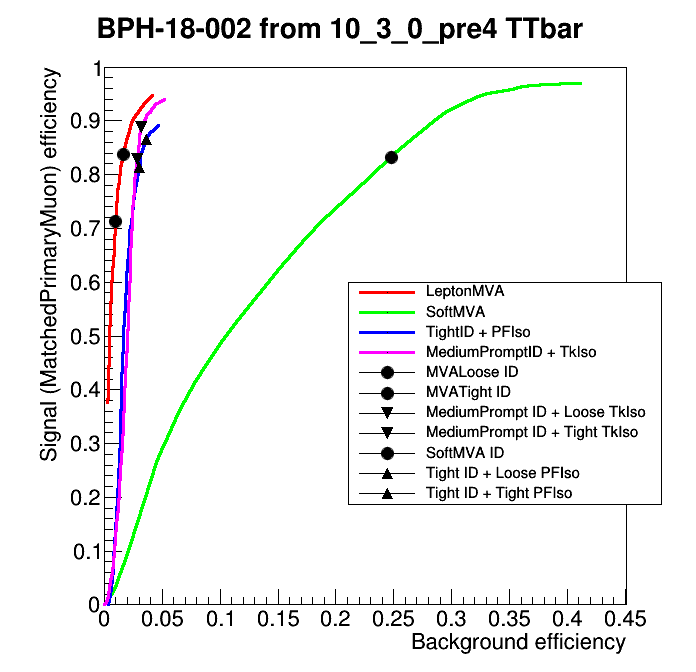 BPH-18-002 from 10_3_0_pre4 TTbar
Signal (MatchedPrimaryMuon) efficiency
1
0.9
0.8
0.7
0.6
0.5
0.4
0.3
0.2
0.1
0
LeptonMVA
SoftMVA
TightID + PFIso
MediumPromptID + TkIso
MVALoose ID
MVATight ID
MediumPrompt ID + Loose TkIso
MediumPrompt ID + Tight TkIso
SoftMVA ID
Tight ID + Loose PFIso
Tight ID + Tight PFIso
0 0.05 0.1 0.15 0.2 0.25 0.3 0.35 0.4 0.45
Background efficiency